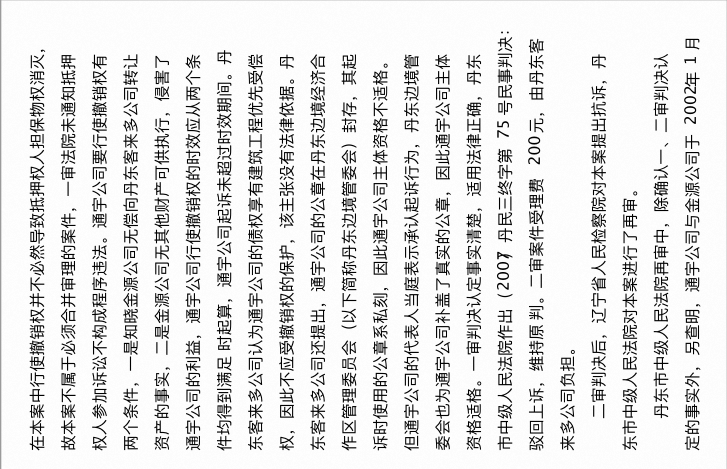 在本案中行使撤销权并不必然导致抵押权人担保物权消灭，
故本案不属于必须合并审理的案件，一审法院未通知抵押
权人参加诉讼不构成程序违法。通宇公司要行使撤销权有
两个条件，一是知晓金源公司无偿向丹东客来多公司转让
资产的事实，二是金源公司无其他财产可供执行，侵害了
通宇公司的利益，通宇公司行使撤销权的时效应从两个条
件均得到满足 时起算，通宇公司起诉未超过时效期间。丹
东客来多公司认为通宇公司的债权享有建筑工程优先受偿
权，因此不应受撤销权的保护，该主张没有法律依据。丹
东客来多公司还提出，通宇公司的公章在丹东边境经济合
作区管理委员会（以下简称丹东边境管委会）封存，其起
诉时使用的公章系私刻，因此通宇公司主体资格不适格。
但通宇公司的代表人当庭表示承认起诉行为，丹东边境管
委会也为通宇公司补盖了真实的公章，因此通宇公司主体
资格适格。一审判决认定事实清楚，适用法律正确，丹东
市中级人民法院作出（2007）丹民三终字第 75 号民事判决：
驳回上诉，维持原 判。二审案件受理费 200 元，由丹东客
来多公司负担。
二审判决后，辽宁省人民检察院对本案提出抗诉，丹
东市中级人民法院对本案进行了再审。
丹东市中级人民法院再审中，除确认一、二审判决认
定的事实外，另查明，通宇公司与金源公司于 2002年 1 月